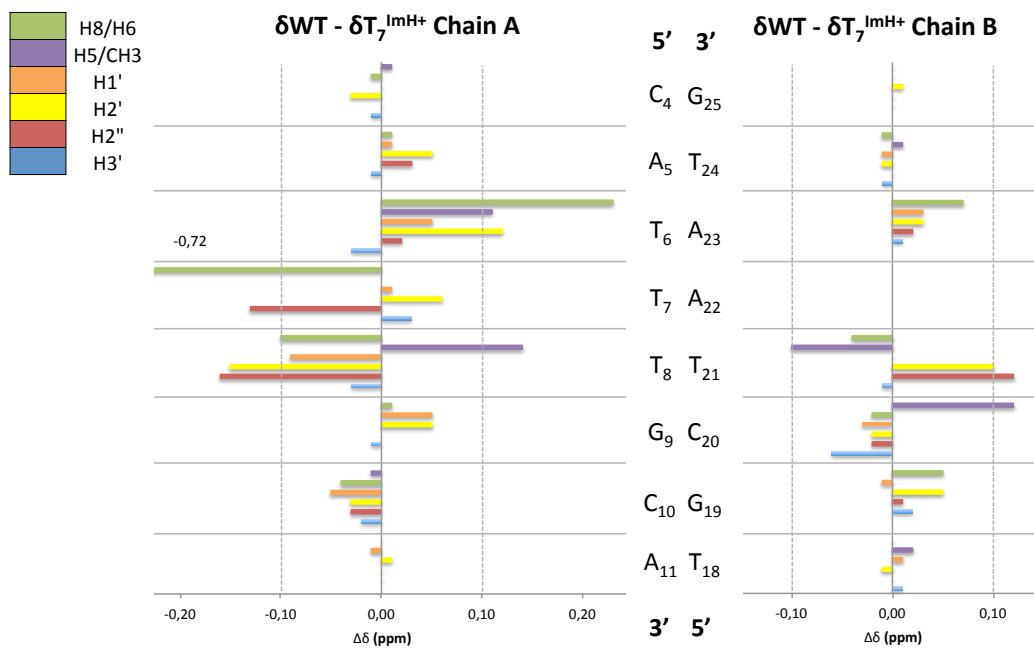 H8/H6
H5/CH3
H1'
H2'
H2"
H3'
δWT - δT₇ᴵᵐᴴ⁺ Chain A
5’ 3’
δWT - δT₇ᴵᵐᴴ⁺ Chain B
C₄ G₂₅
A₅ T₂₄
T₆ A₂₃
-0,72
T₇ A₂₂
T₈ T₂₁
G₉ C₂₀
C₁₀ G₁₉
A₁₁ T₁₈
-0,20 -0,10 0,00 0,10 0,20
Δδ (ppm)
3’ 5’
-0,10 0,00 0,10
Δδ (ppm)